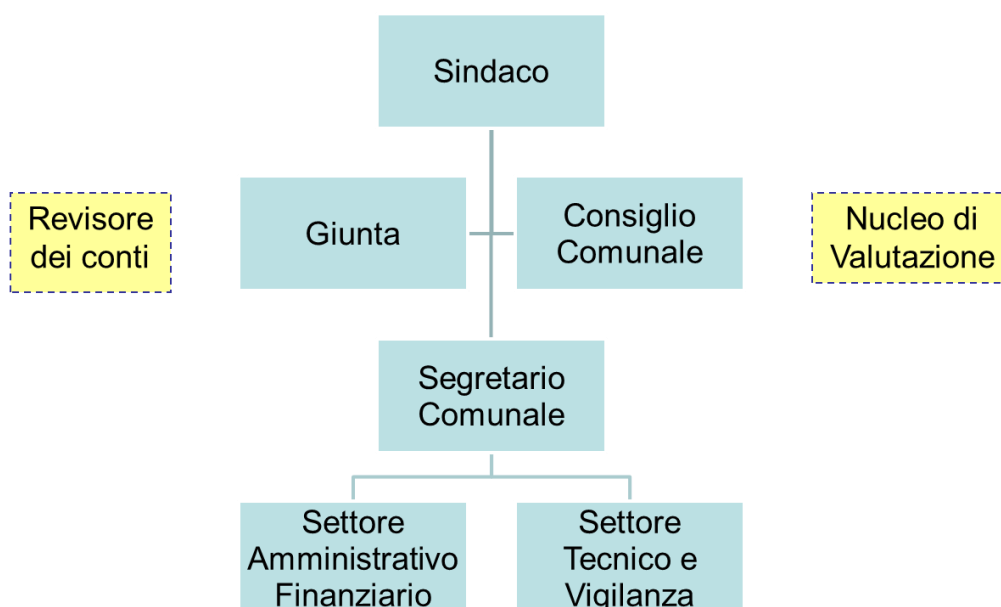 Sindaco
Revisore
dei conti
Giunta
Consiglio
Comunale
Nucleo di
Valutazione
Segretario
Comunale
Settore
Amministrativo
Finanziario
Settore
Tecnico e
Vigilanza